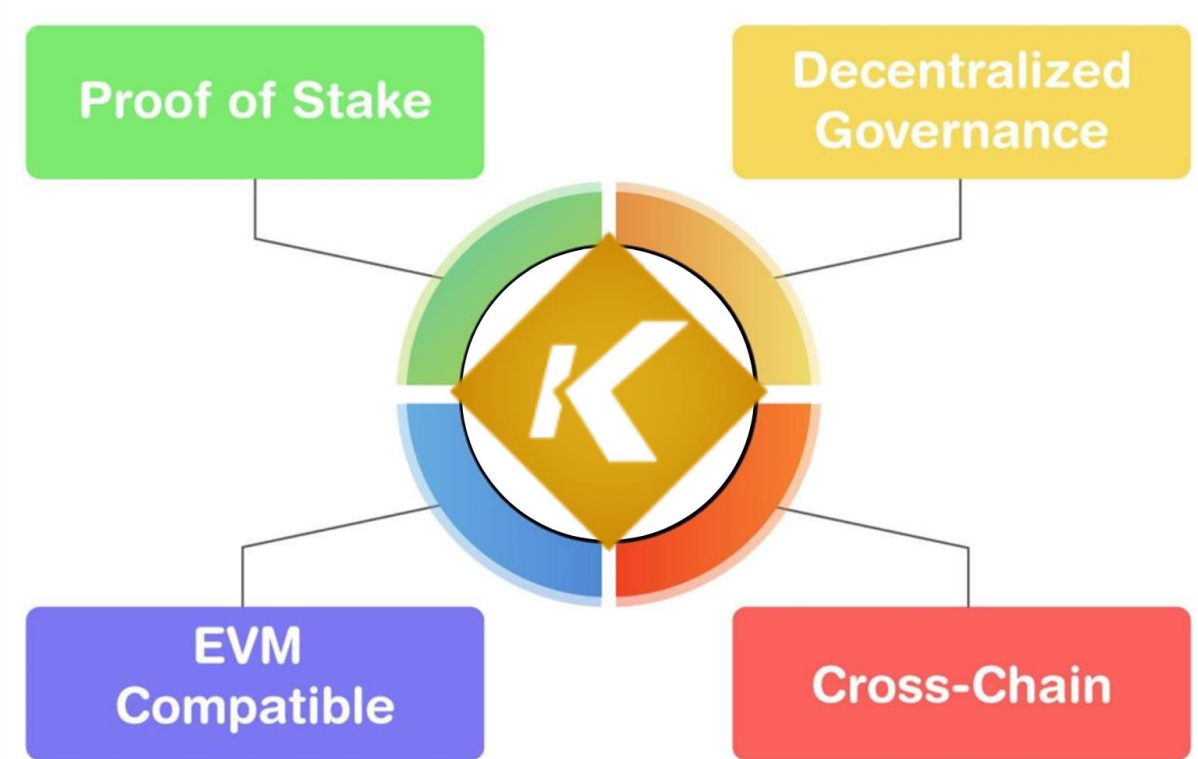 Proof of Stake
Decentralized
Governance
K
EVM
Compatible
Cross-Chain